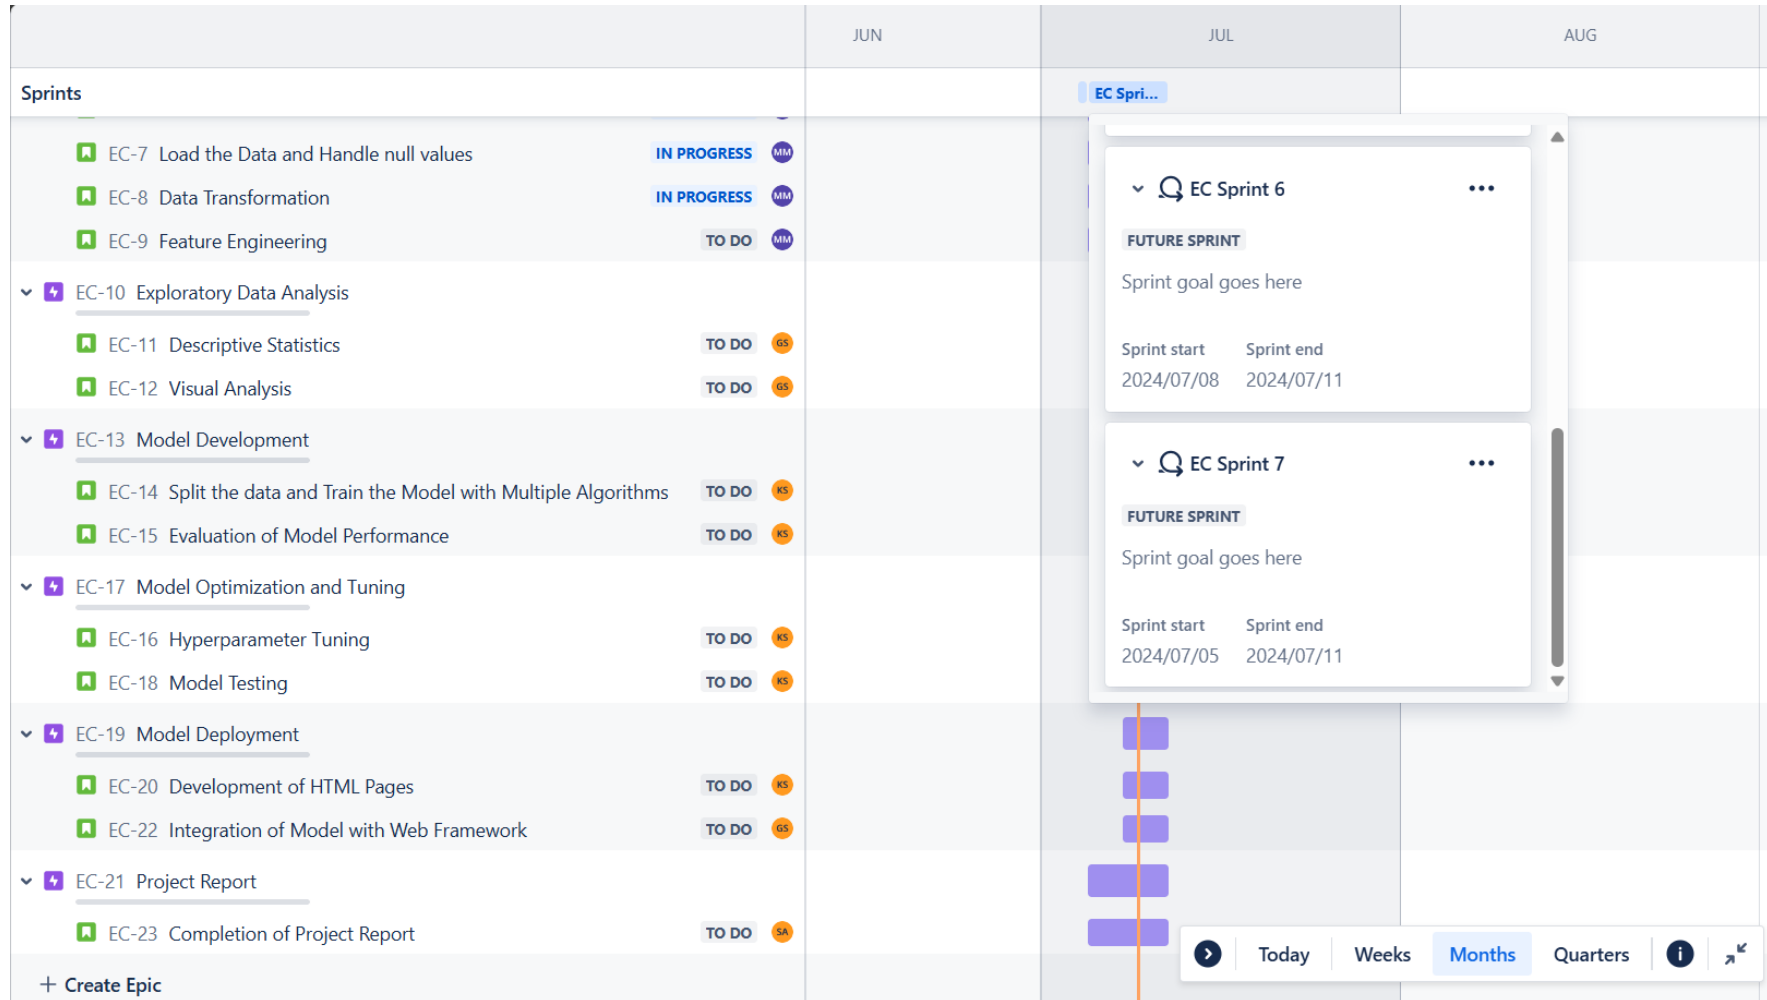 JUN JUL AUG
Sprints EC Spri...
EC-7 Load the Data and Handle null values IN PROGRESS MM
EC-8 Data Transformation IN PROGRESS MM
EC-9 Feature Engineering TO DO MM
EC-10 Exploratory Data Analysis
EC-11 Descriptive Statistics TO DO GS
EC-12 Visual Analysis TO DO GS
EC-13 Model Development
EC-14 Split the data and Train the Model with Multiple Algorithms TO DO KS
EC-15 Evaluation of Model Performance TO DO KS
EC-17 Model Optimization and Tuning
EC-16 Hyperparameter Tuning TO DO KS
EC-18 Model Testing TO DO KS
EC-19 Model Deployment
EC-20 Development of HTML Pages TO DO KS
EC-22 Integration of Model with Web Framework TO DO GS
EC-21 Project Report
EC-23 Completion of Project Report TO DO SA
+ Create Epic
EC Sprint 6
FUTURE SPRINT
Sprint goal goes here
Sprint start Sprint end
2024/07/08 2024/07/11
EC Sprint 7
FUTURE SPRINT
Sprint goal goes here
Sprint start Sprint end
2024/07/05 2024/07/11
Today Weeks Months Quarters